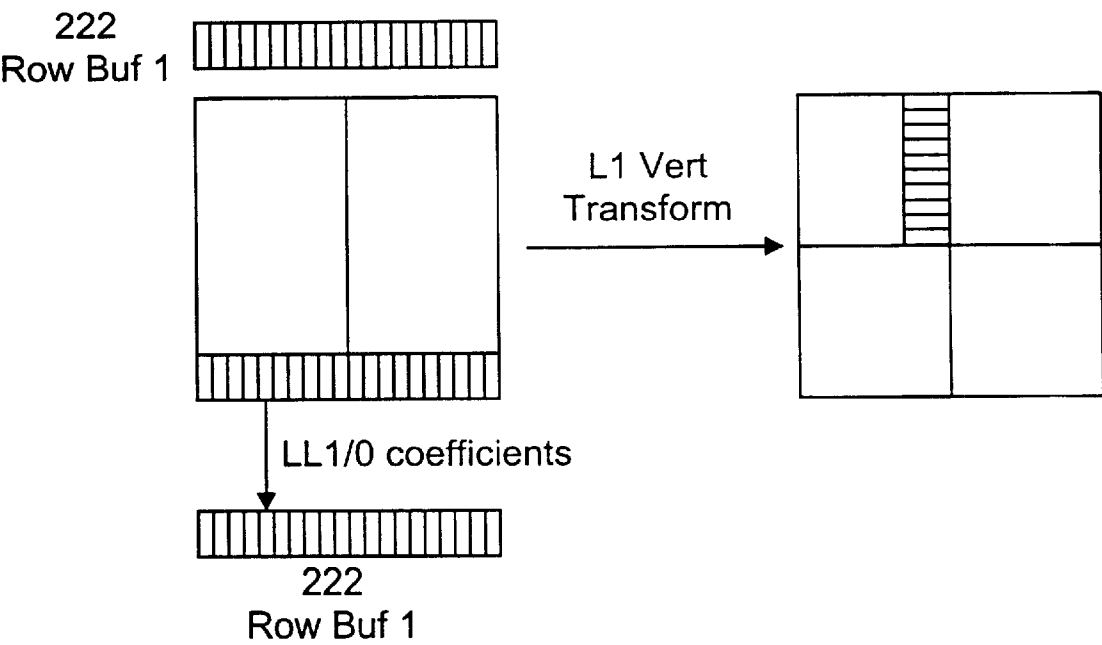 222
Row Buf 1
L1 Vert
Transform
LL1/0 coefficients
222
Row Buf 1